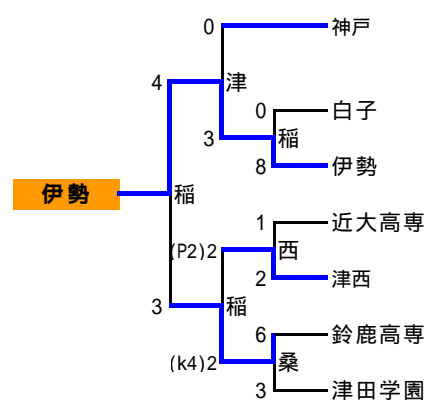 0 神戸
4 津
0 白子
3 稲
8 伊勢
伊勢 稲
1 近大高専
(P2)2 西
2 津西
3 稲
6 鈴鹿高専
(k4)2 桑
3 津田学園